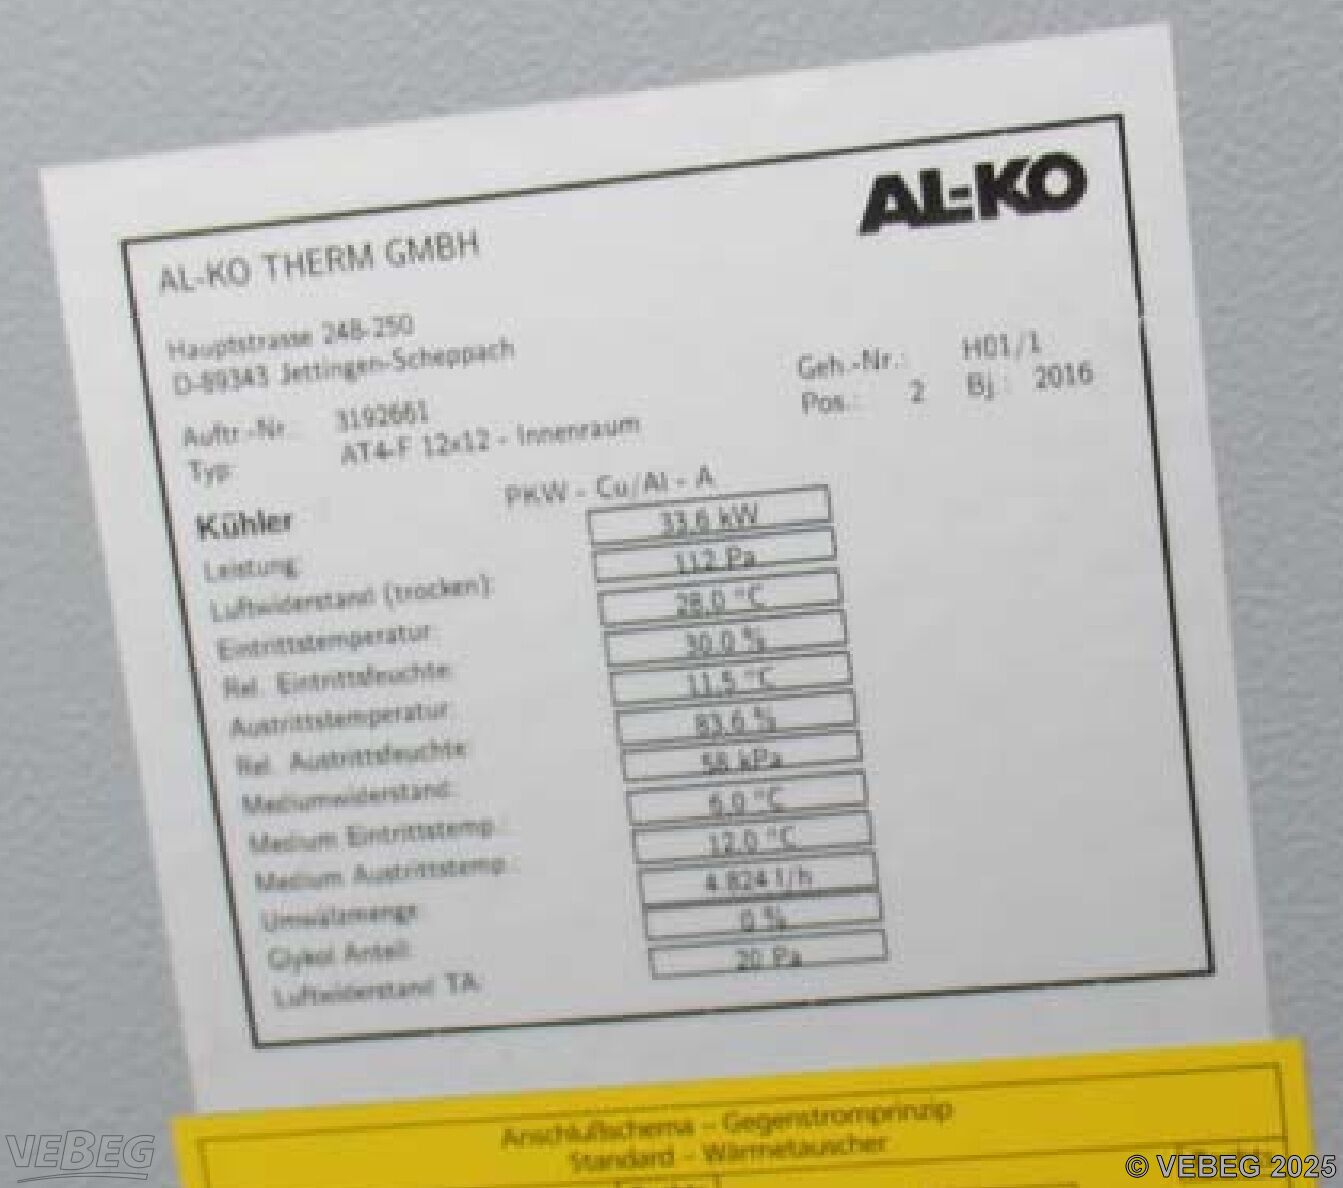 AL-KO
AL-KO THERM GMBH
Hauptstrasse 248-250
D-89343 Jettingen-Scheppach
Geh.-Nr.: H01/1
Pos.: 2 Bj.: 2016
Auftr.-Nr.: 3192661
Typ: AT4-F 12x12 - Innenraum
Kühler PKW - Cu/Al - A
Leistung: 33,6 kW
Luftwiderstand (trocken): 112 Pa
Eintrittstemperatur: 28,0 °C
Rel. Eintrittsfeuchte: 30,0 %
Austrittstemperatur: 11,5 °C
Rel. Austrittsfeuchte: 83,6 %
Mediumwiderstand: 58 kPa
Medium Eintrittstemp.: 6,0 °C
Medium Austrittstemp.: 12,0 °C
Umwälzmenge: 4.824 l/h
Glykol Anteil: 0 %
Luftwiderstand TA: 20 Pa
Anschlußschema - Gegenstromprinzip
Standard - Wärmetauscher
VEBEG
© VEBEG 2025